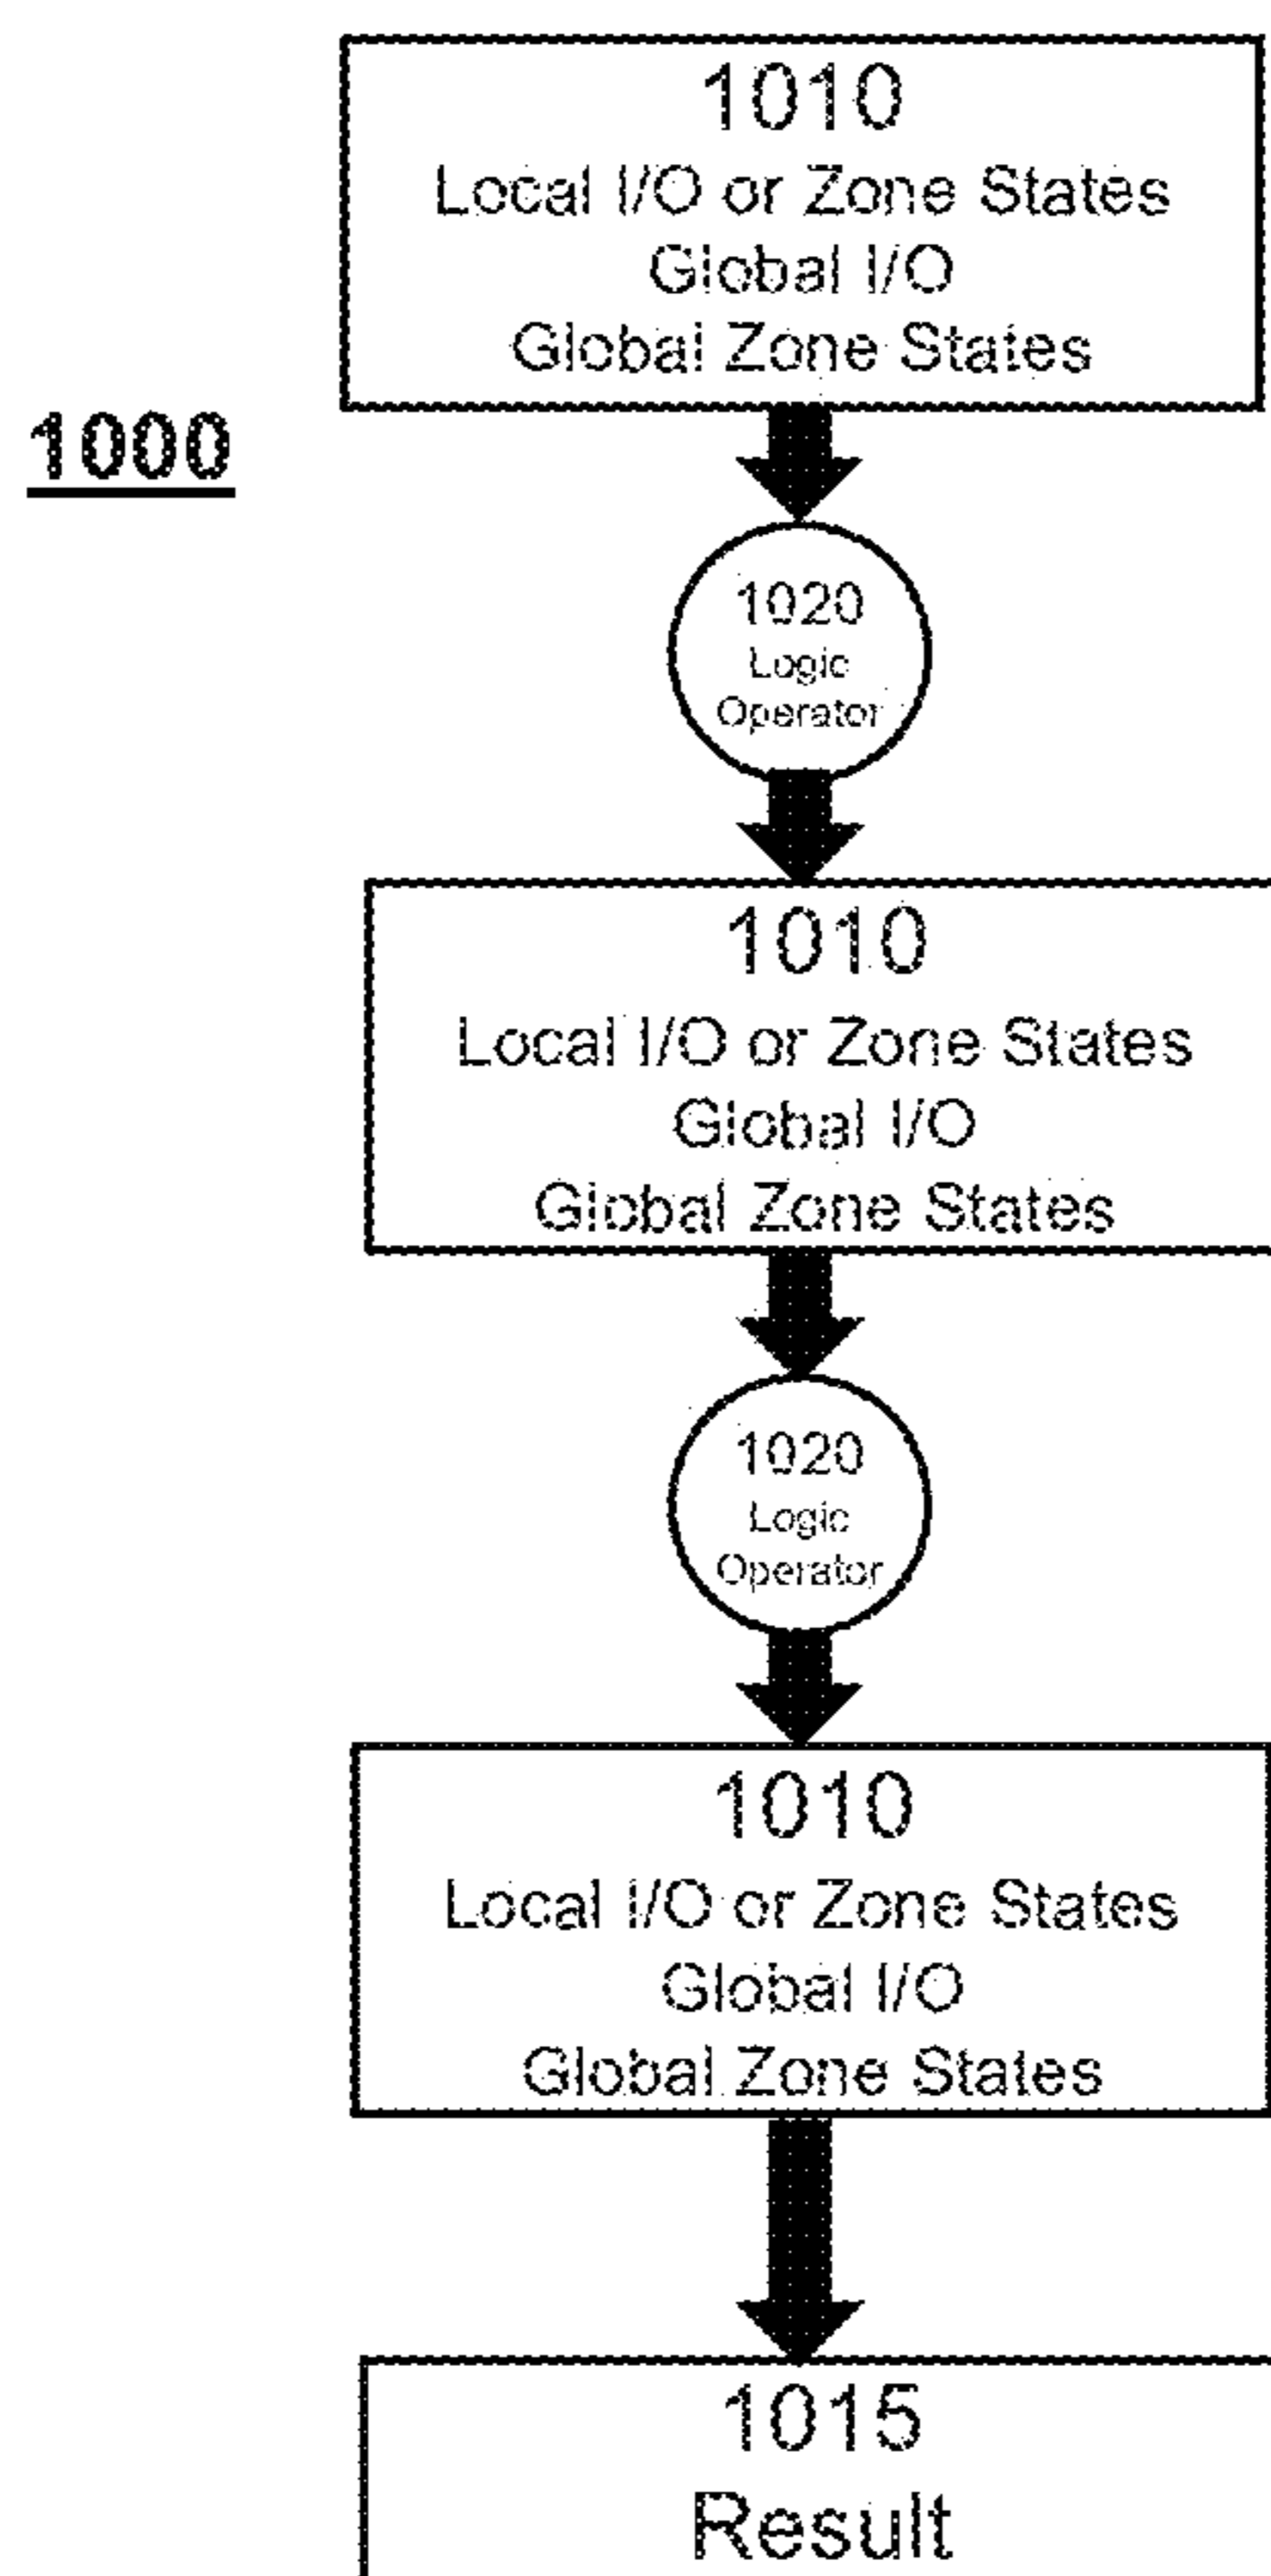 1010
Local I/O or Zone States
Global I/O
Global Zone States
1000
1020
Logic
Operator
1010
Local I/O or Zone States
Global I/O
Global Zone States
1020
Logic
Operator
1010
Local I/O or Zone States
Global I/O
Global Zone States
1015
Result